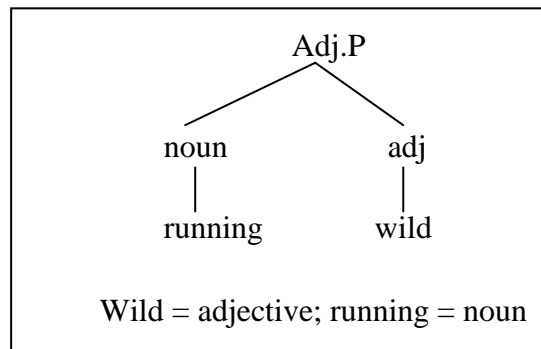 Adj.P
noun adj
running wild
Wild = adjective; running = noun